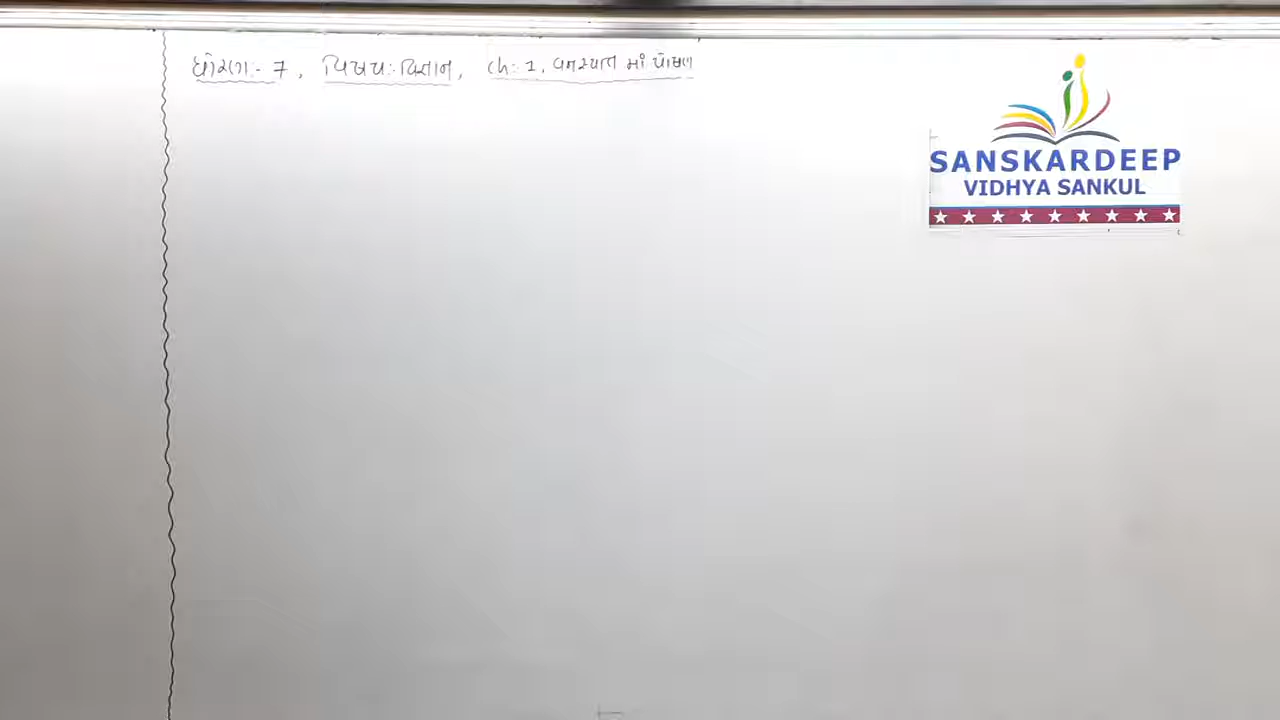 ધોરણ:- 7, વિષય:- વિજ્ઞાન, Ch:- 1, વનસ્પતિ માં પોષણ
SANSKARDEEP
VIDHYA SANKUL